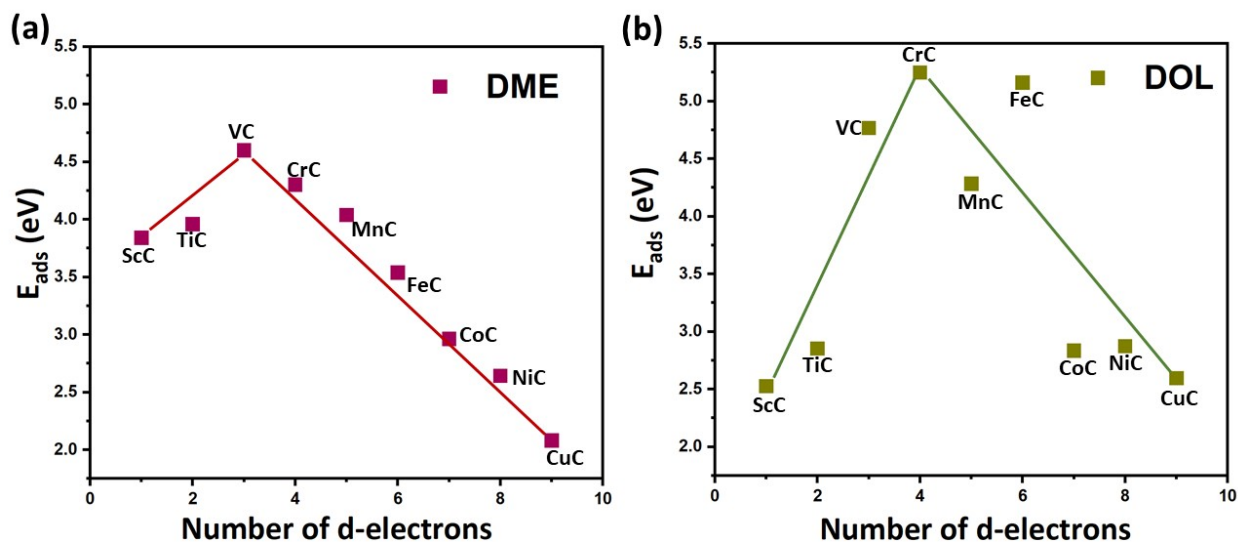 (a)
DME
5.5
5.0
4.5
4.0
3.5
3.0
2.5
2.0
E_ads (eV)
ScC
TiC
VC
CrC
MnC
FeC
CoC
NiC
CuC
0
2
4
6
8
10
Number of d-electrons
(b)
DOL
5.5
5.0
4.5
4.0
3.5
3.0
2.5
2.0
E_ads (eV)
ScC
TiC
VC
CrC
MnC
FeC
CoC
NiC
CuC
0
2
4
6
8
10
Number of d-electrons